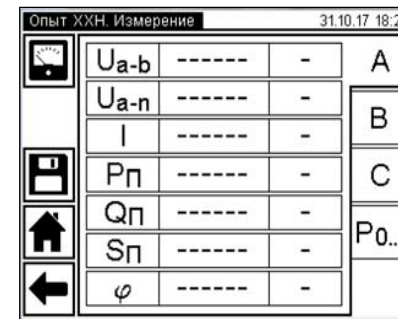 Опыт ХХН. Измерение 31.10.17 18:2
Ua-b ------ - A
Ua-n ------ -
I ------ - B
Pп ------ - C
Qп ------ -
Sп ------ - P0..
φ ------ -